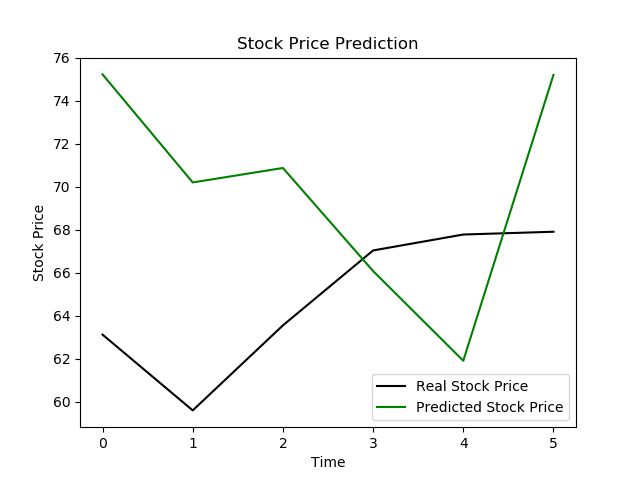 Stock Price Prediction
76
74
72
70
68
66
64
62
60
Stock Price
Real Stock Price
Predicted Stock Price
0 1 2 3 4 5
Time